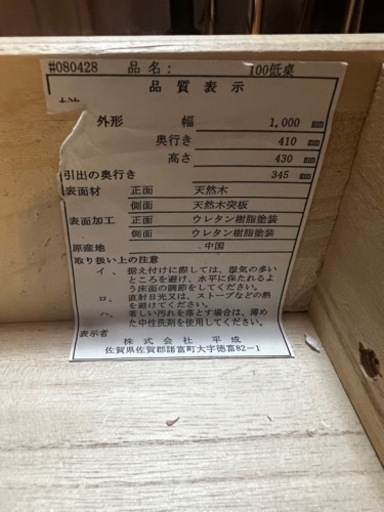 #080428 品名： 100低桌
品質表示
外形 幅 1,000 mm
奥行き 410 mm
高さ 430 mm
引出の奥行き 345 mm
表面材 正面 天然木
側面 天然木突板
表面加工 正面 ウレタン樹脂塗装
側面 ウレタン樹脂塗装
原産地 中国
取り扱い上の注意
イ、 据え付けに際しては、湿気の多い
ところを避け、水平に保たれるよ
う床面の調節をしてください。
ロ、 直射日光又は、ストーブなどの熱
を避けてください。
ハ、 著しい汚れを落とす場合は、薄め
た中性洗剤を使用してください。
表示者
株式会社 平成
佐賀県佐賀郡諸富町大字徳富82-1